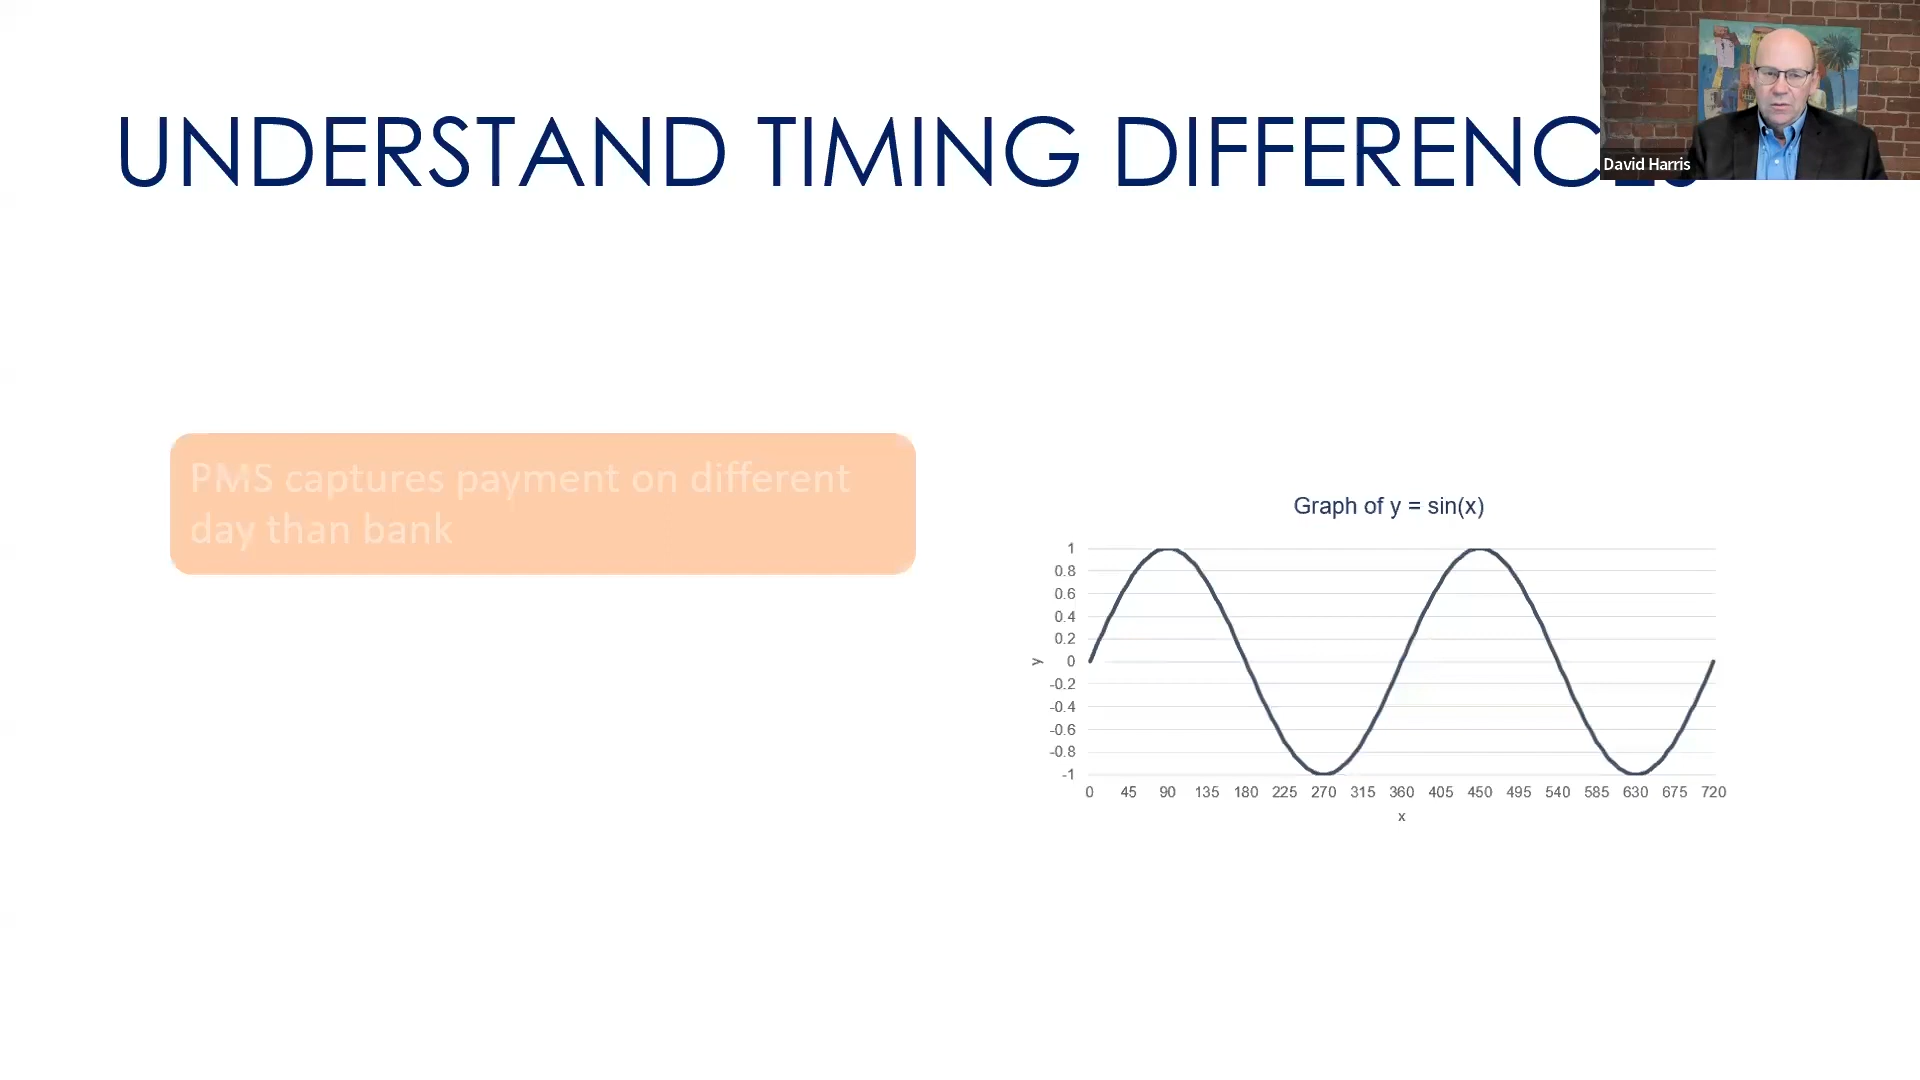 UNDERSTAND TIMING DIFFERENCES
David Harris
PMS captures payment on different
day than bank
Graph of y = sin(x)
1
0.8
0.6
0.4
0.2
0
-0.2
-0.4
-0.6
-0.8
-1
y
0 45 90 135 180 225 270 315 360 405 450 495 540 585 630 675 720
x